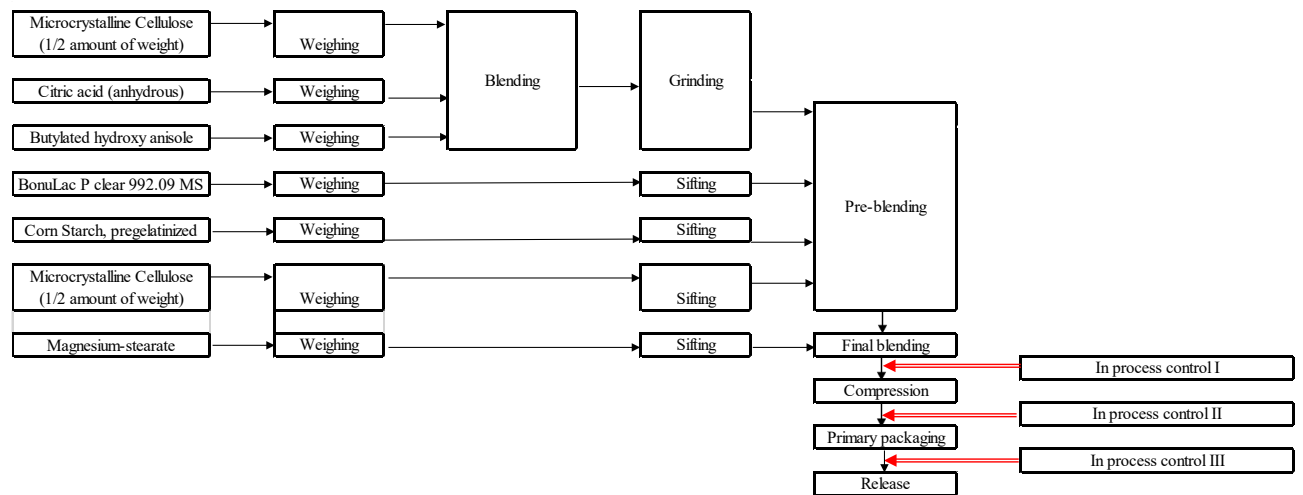 Microcrystalline Cellulose
(1/2 amount of weight)
Weighing
Blending
Grinding
Citric acid (anhydrous)
Weighing
Butylated hydroxy anisole
Weighing
BonuLac P clear 992.09 MS
Weighing
Sifting
Pre-blending
Corn Starch, pregelatinized
Weighing
Sifting
Microcrystalline Cellulose
(1/2 amount of weight)
Weighing
Sifting
Magnesium-stearate
Weighing
Sifting
Final blending
In process control I
Compression
In process control II
Primary packaging
In process control III
Release